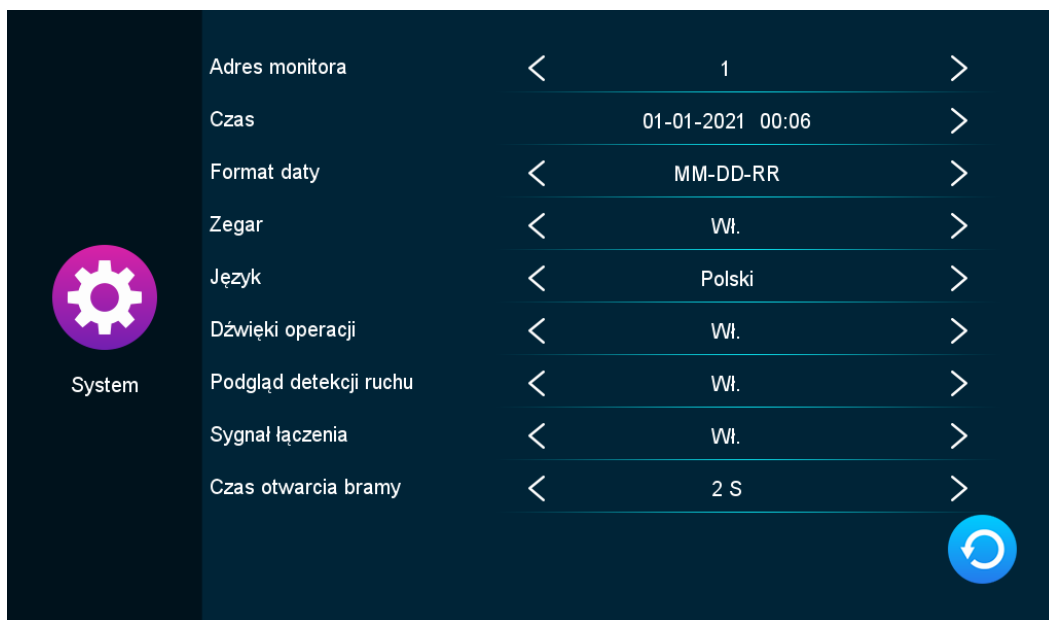 Adres monitora 1
Czas 01-01-2021 00:06
Format daty MM-DD-RR
Zegar Wł.
Język Polski
Dźwięki operacji Wł.
Podgląd detekcji ruchu Wł.
Sygnał łączenia Wł.
Czas otwarcia bramy 2 S
System